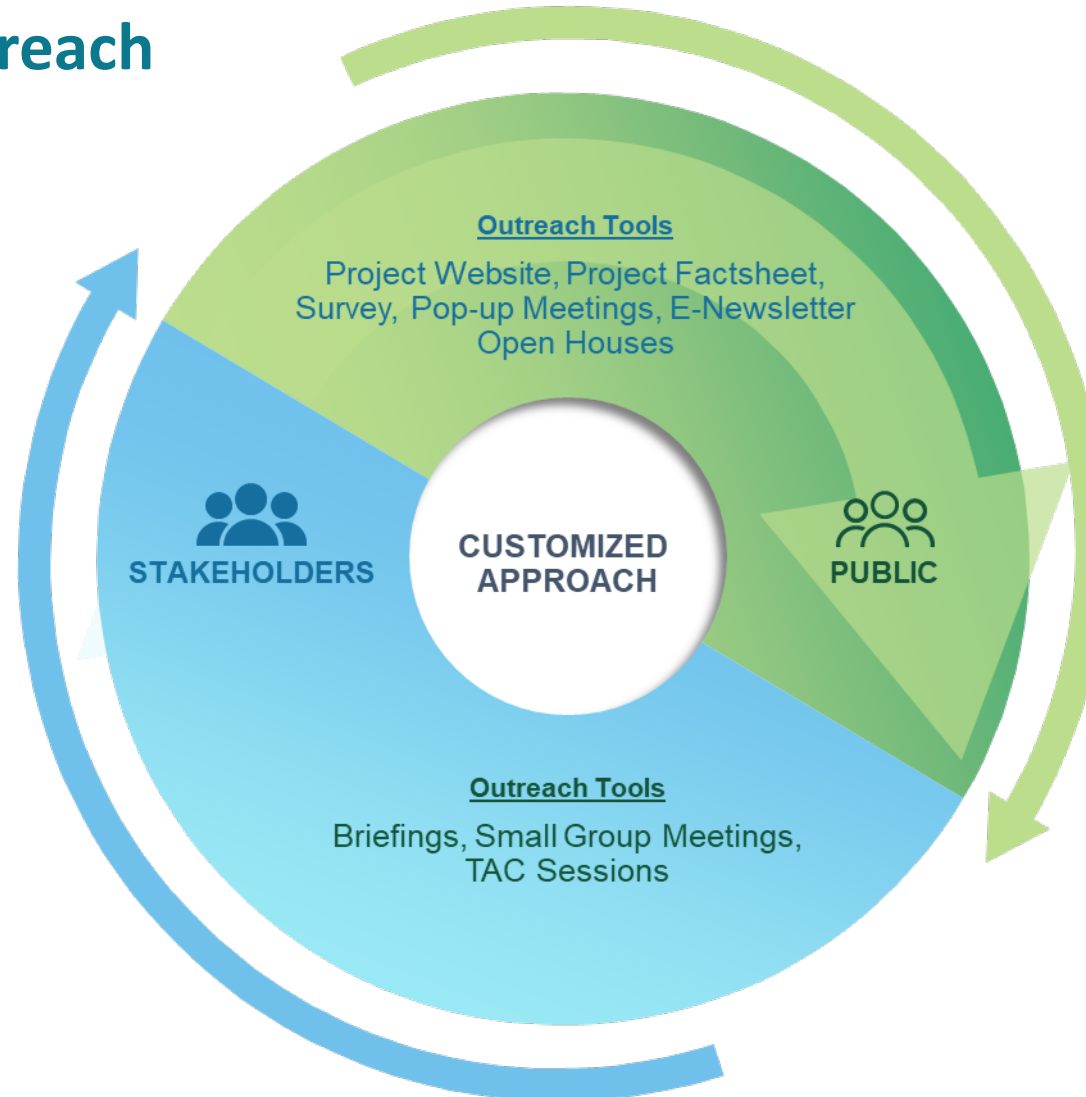 reach
Outreach Tools
Project Website, Project Factsheet,
Survey, Pop-up Meetings, E-Newsletter
Open Houses
STAKEHOLDERS
CUSTOMIZED
APPROACH
PUBLIC
Outreach Tools
Briefings, Small Group Meetings,
TAC Sessions